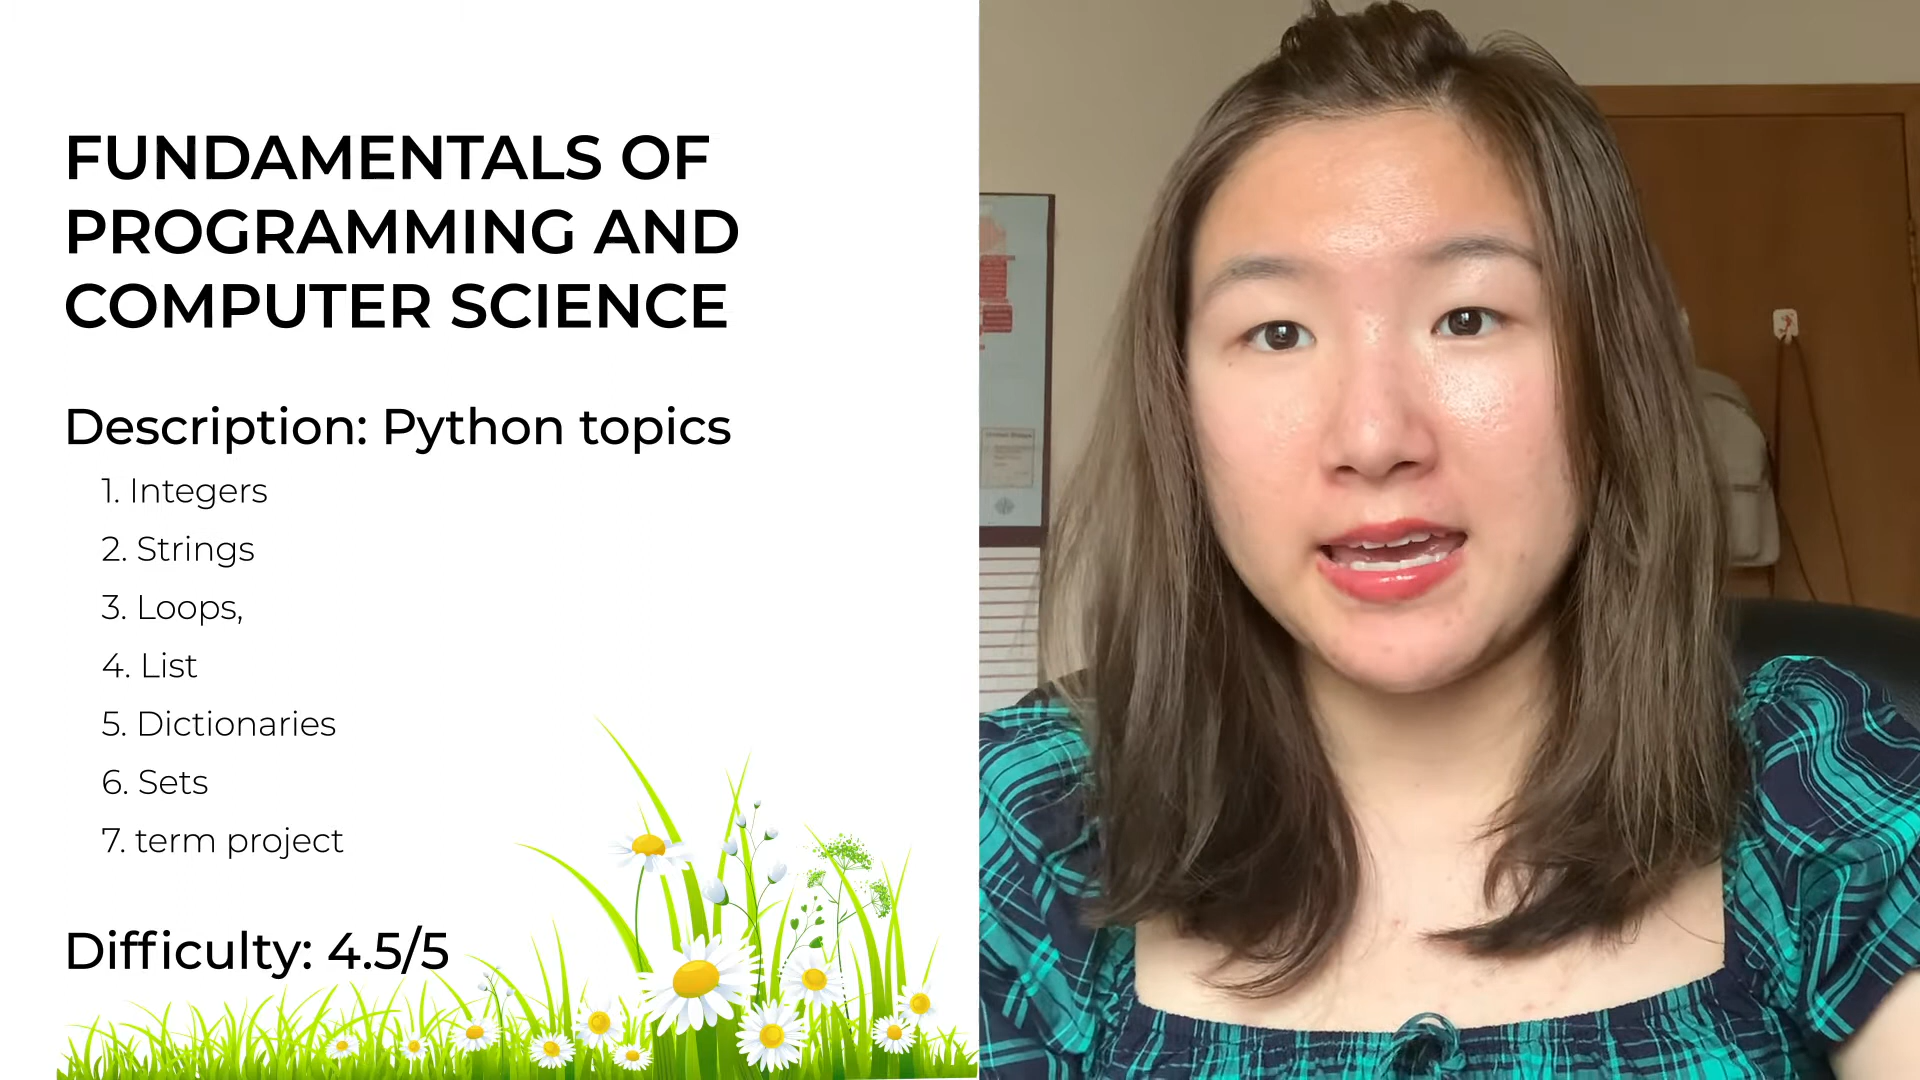 FUNDAMENTALS OF
PROGRAMMING AND
COMPUTER SCIENCE
Description: Python topics
1. Integers
2. Strings
3. Loops,
4. List
5. Dictionaries
6. Sets
7. term project
Difficulty: 4.5/5